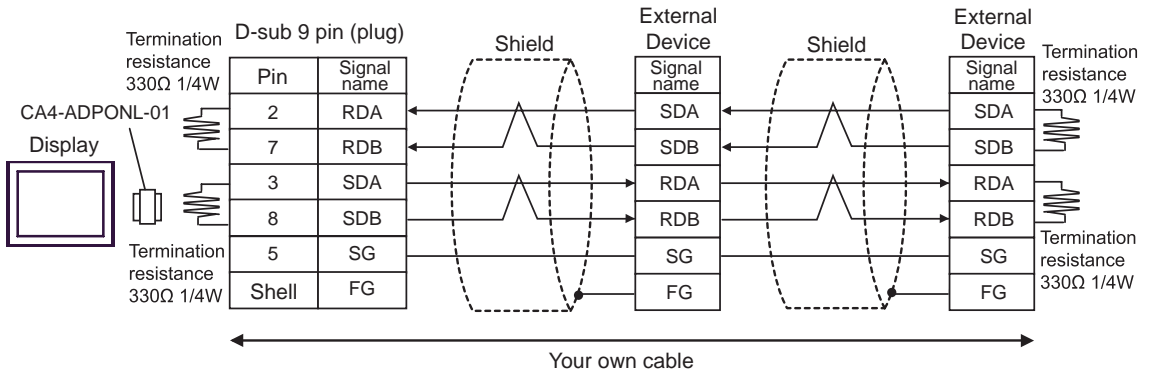 D-sub 9 pin (plug)
Termination
resistance
330Ω 1/4W
CA4-ADPONL-01
Display
Termination
resistance
330Ω 1/4W
Pin
Signal
name
2
RDA
7
RDB
3
SDA
8
SDB
5
SG
Shell
FG
Shield
External
Device
Signal
name
SDA
SDB
RDA
RDB
SG
FG
Shield
External
Device
Signal
name
SDA
SDB
RDA
RDB
SG
FG
Termination
resistance
330Ω 1/4W
Termination
resistance
330Ω 1/4W
Your own cable